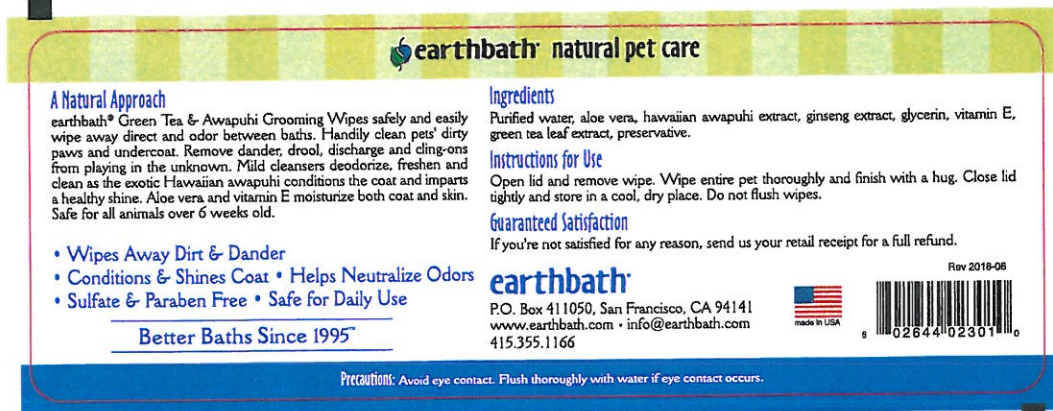 earthbath® natural pet care
A Natural Approach
earthbath® Green Tea & Awapuhi Grooming Wipes safely and easily
wipe away direct and odor between baths. Handily clean pets' dirty
paws and undercoat. Remove dander, drool, discharge and cling-ons
from playing in the unknown. Mild cleansers deodorize, freshen and
clean as the exotic Hawaiian awapuhi conditions the coat and imparts
a healthy shine. Aloe vera and vitamin E moisturize both coat and skin.
Safe for all animals over 6 weeks old.
• Wipes Away Dirt & Dander
• Conditions & Shines Coat • Helps Neutralize Odors
• Sulfate & Paraben Free • Safe for Daily Use
Better Baths Since 1995™
Ingredients
Purified water, aloe vera, hawaiian awapuhi extract, ginseng extract, glycerin, vitamin E,
green tea leaf extract, preservative.
Instructions for Use
Open lid and remove wipe. Wipe entire pet thoroughly and finish with a hug. Close lid
tightly and store in a cool, dry place. Do not flush wipes.
Guaranteed Satisfaction
If you're not satisfied for any reason, send us your retail receipt for a full refund.
earthbath®
P.O. Box 411050, San Francisco, CA 94141
www.earthbath.com • info@earthbath.com
415.355.1166
made in USA
Rev 2018-06
6 02644 02301 0
Precautions: Avoid eye contact. Flush thoroughly with water if eye contact occurs.